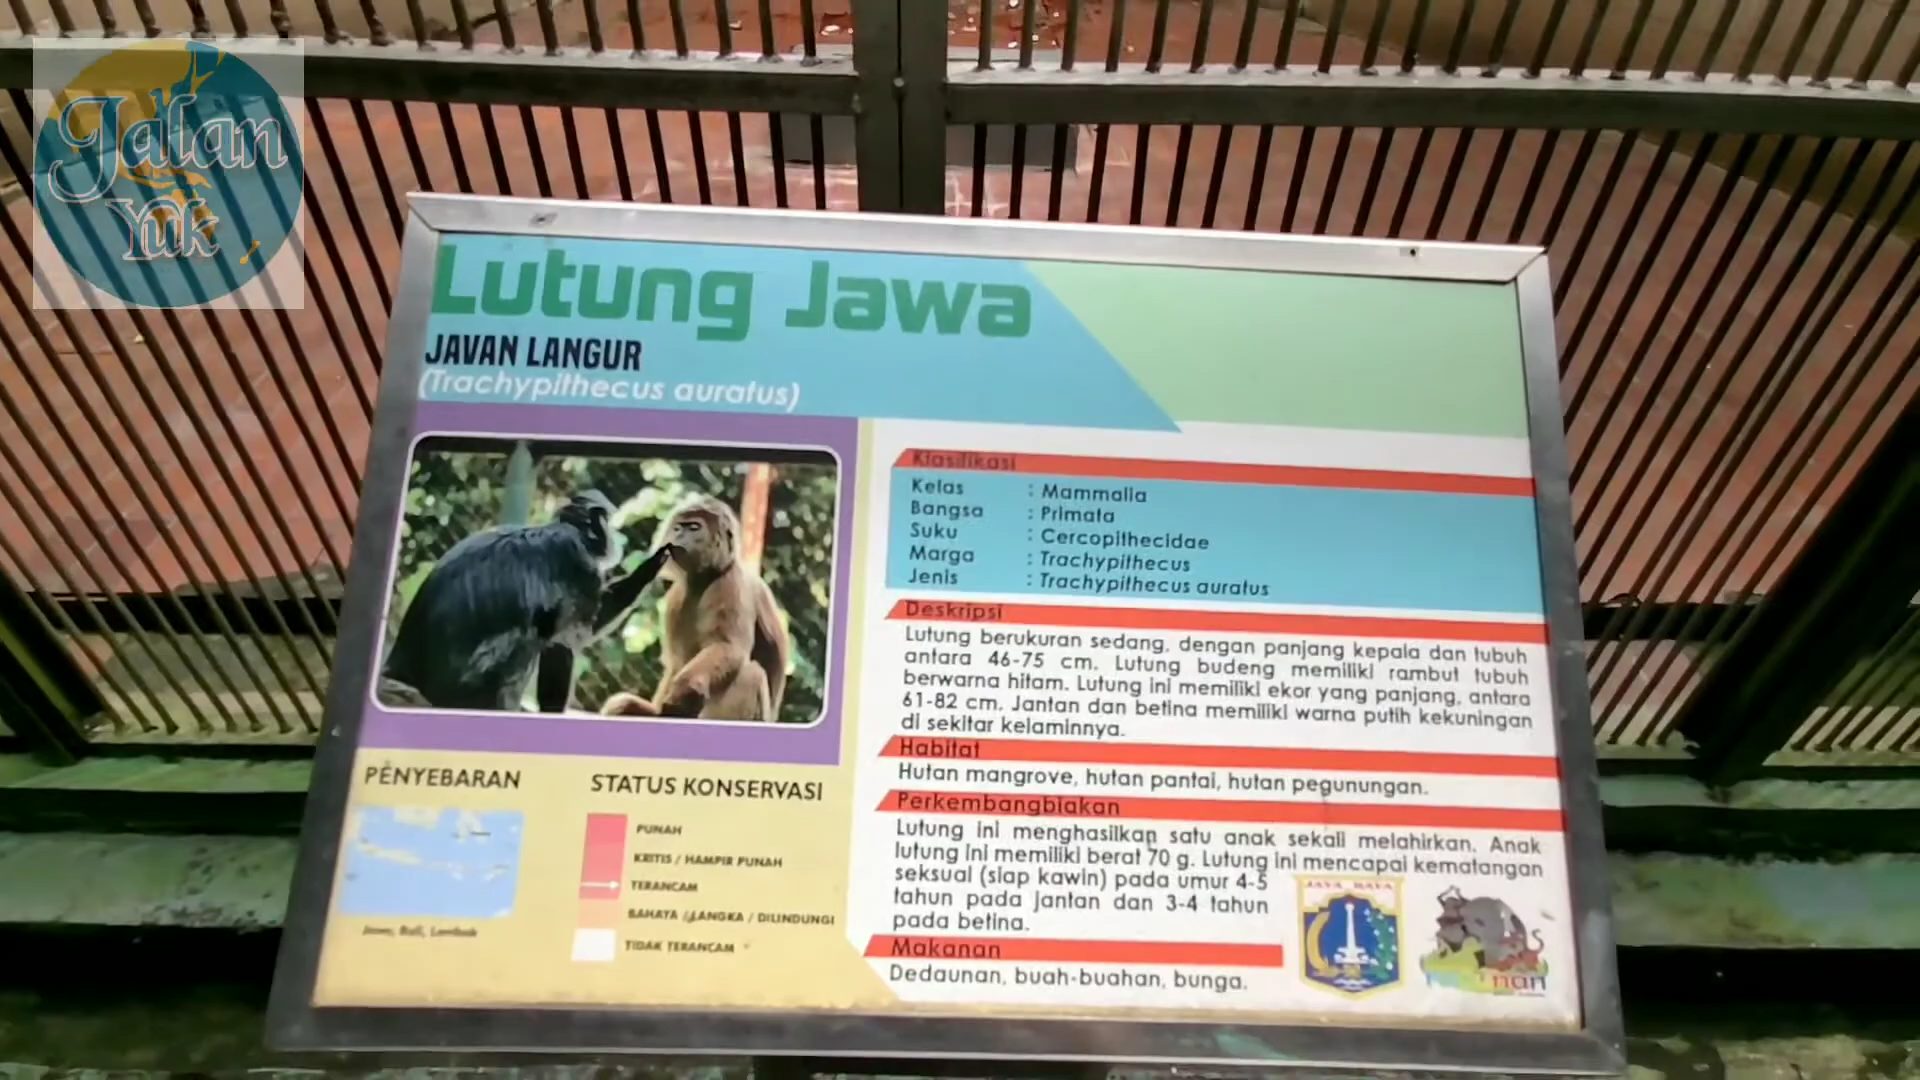 Jalan
Yuk
Lutung Jawa
JAVAN LANGUR
(Trachypithecus auratus)
PENYEBARAN
Jawa, Bali, Lombok
STATUS KONSERVASI
PUNAH
KRITIS / HAMPIR PUNAH
TERANCAM
BAHAYA / LANGKA / DILINDUNGI
TIDAK TERANCAM
Klasifikasi
Kelas : Mammalia
Bangsa : Primata
Suku : Cercopithecidae
Marga : Trachypithecus
Jenis : Trachypithecus auratus
Deskripsi
Lutung berukuran sedang, dengan panjang kepala dan tubuh
antara 46-75 cm. Lutung budeng memiliki rambut tubuh
berwarna hitam. Lutung ini memiliki ekor yang panjang, antara
61-82 cm. Jantan dan betina memiliki warna putih kekuningan
di sekitar kelaminnya.
Habitat
Hutan mangrove, hutan pantai, hutan pegunungan.
Perkembangbiakan
Lutung ini menghasilkan satu anak sekali melahirkan. Anak
lutung ini memiliki berat 70 g. Lutung ini mencapai kematangan
seksual (siap kawin) pada umur 4-5
tahun pada jantan dan 3-4 tahun
pada betina.
Makanan
Dedaunan, buah-buahan, bunga.
JAYA RAYA